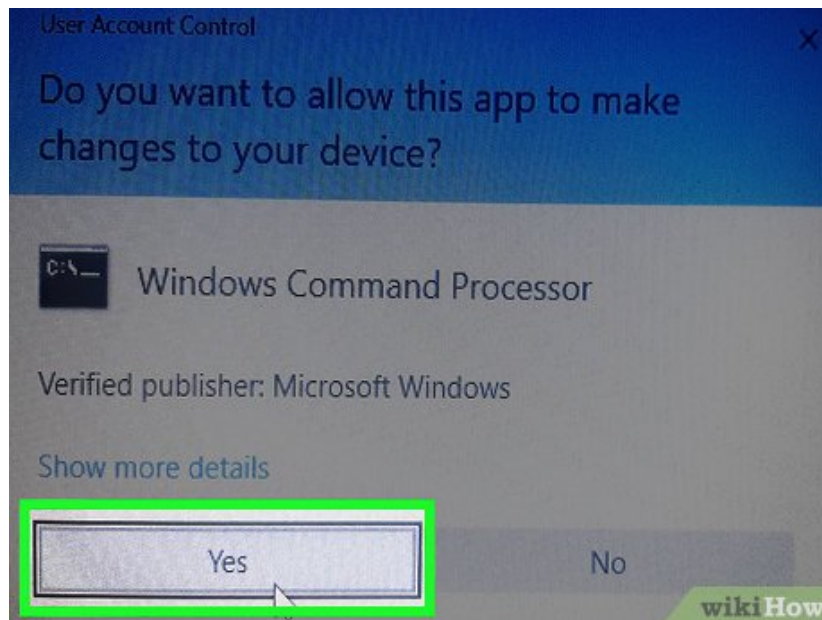 User Account Control
Do you want to allow this app to make
changes to your device?
C:\_
Windows Command Processor
Verified publisher: Microsoft Windows
Show more details
Yes
No
wikiHow